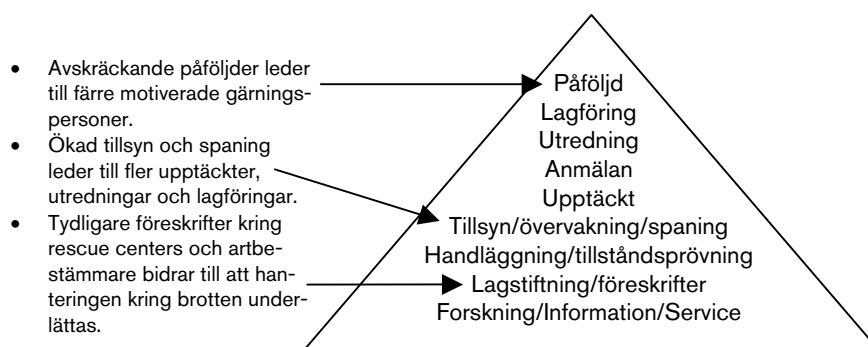 • Avskräckande påföljder leder
till färre motiverade gärnings-
personer.
• Ökad tillsyn och spaning
leder till fler upptäckter,
utredningar och lagföringar.
• Tydligare föreskrifter kring
rescue centers och artbe-
stämmare bidrar till att han-
teringen kring brotten under-
lättas.
Påföljd
Lagföring
Utredning
Anmälan
Upptäckt
Tillsyn/övervakning/spaning
Handläggning/tillståndsprövning
Lagstiftning/föreskrifter
Forskning/Information/Service